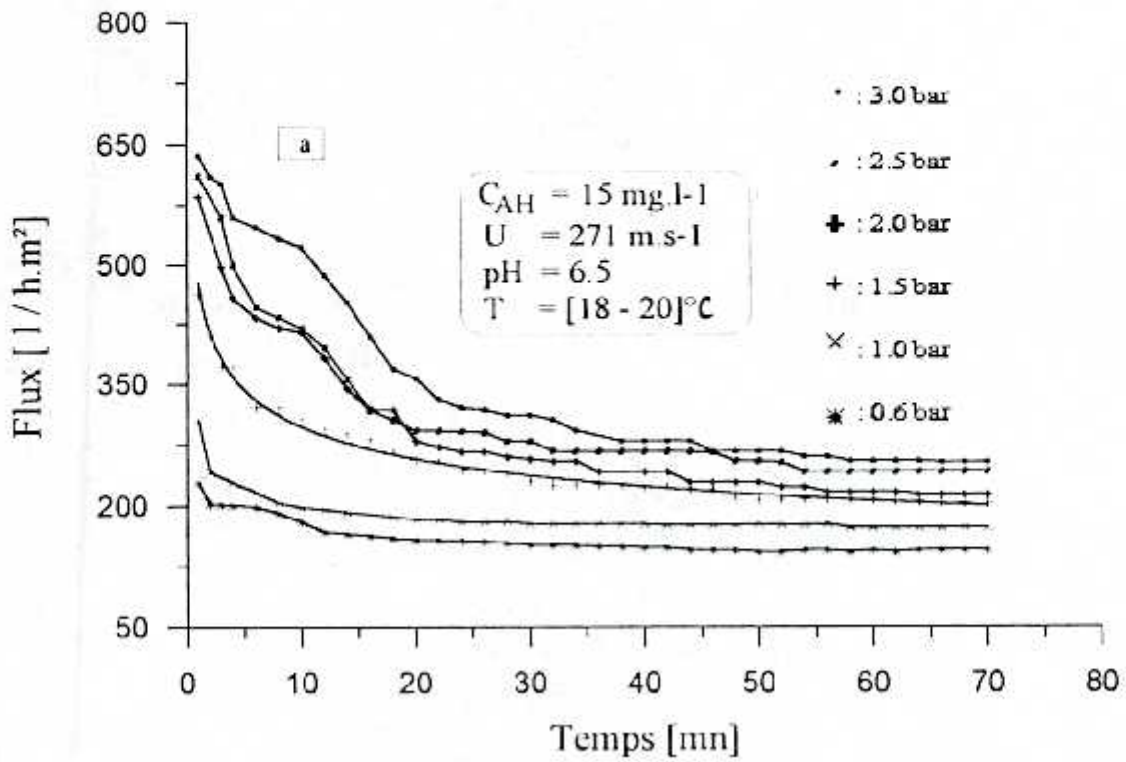 800
650
500
350
200
50
Flux [ l / h.m²]
a
C_AH = 15 mg.l-1
U = 271 m.s-1
pH = 6.5
T = [18 - 20]°C
: 3.0 bar
: 2.5 bar
: 2.0 bar
: 1.5 bar
: 1.0 bar
: 0.6 bar
0 10 20 30 40 50 60 70 80
Temps [mn]